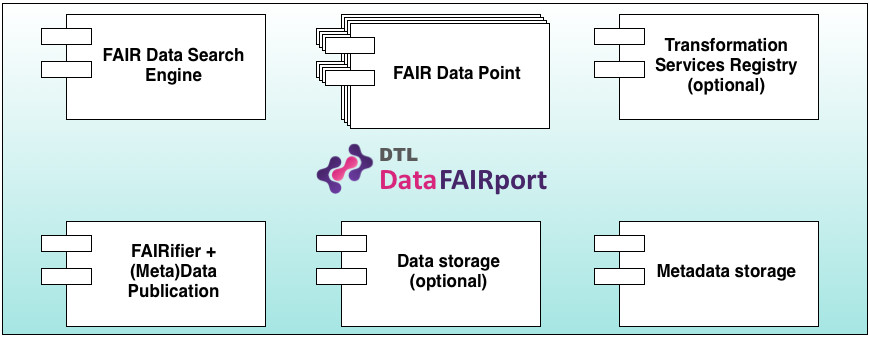 FAIR Data Search
Engine
FAIR Data Point
Transformation
Services Registry
(optional)
DTL
DataFAIRport
FAIRifier +
(Meta)Data
Publication
Data storage
(optional)
Metadata storage